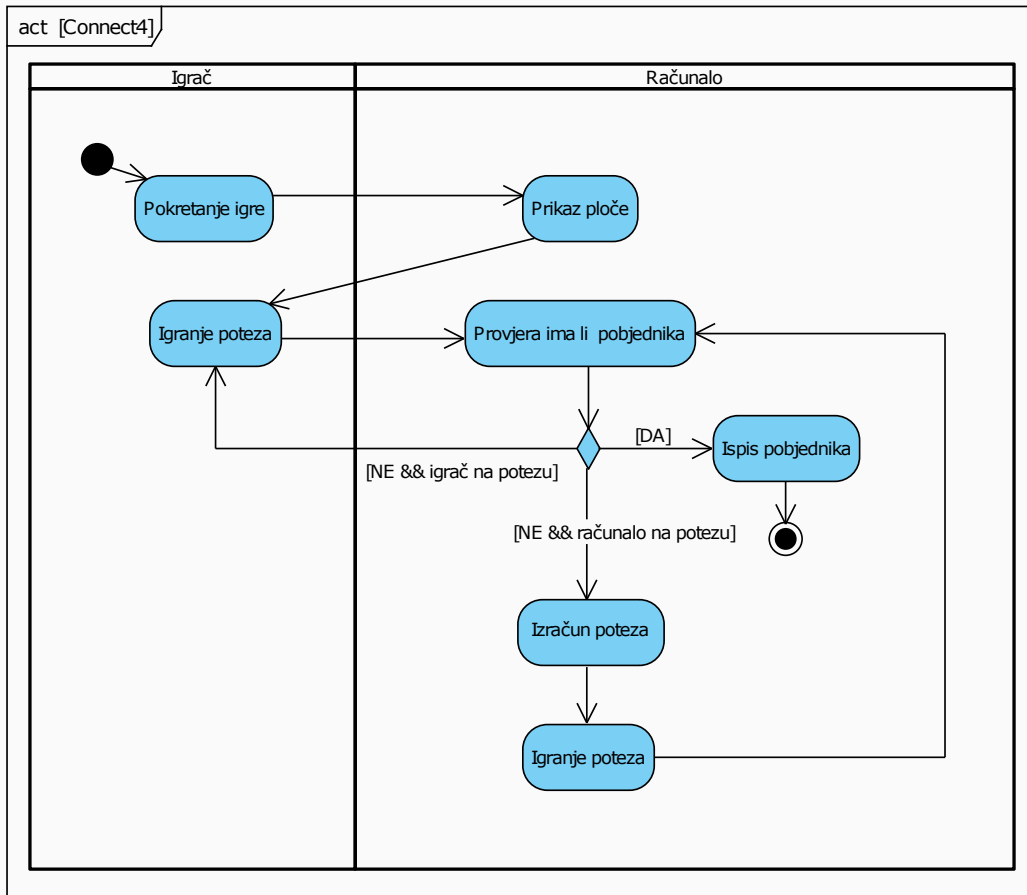 act [Connect4]
Igrač
Računalo
Pokretanje igre
Prikaz ploče
Igranje poteza
Provjera ima li pobjednika
[DA]
Ispis pobjednika
[NE && igrač na potezu]
[NE && računalo na potezu]
Izračun poteza
Igranje poteza